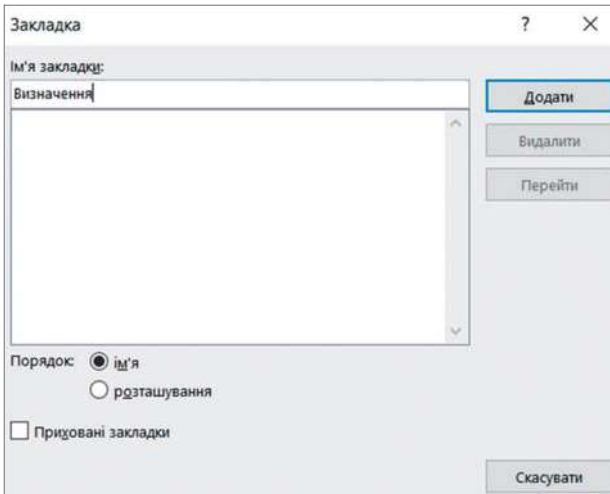 Закладка ? ✕
Ім'я закладки:
Визначення
Додати
Видалити
Перейти
Порядок: ім'я
розташування
Приховані закладки
Скасувати